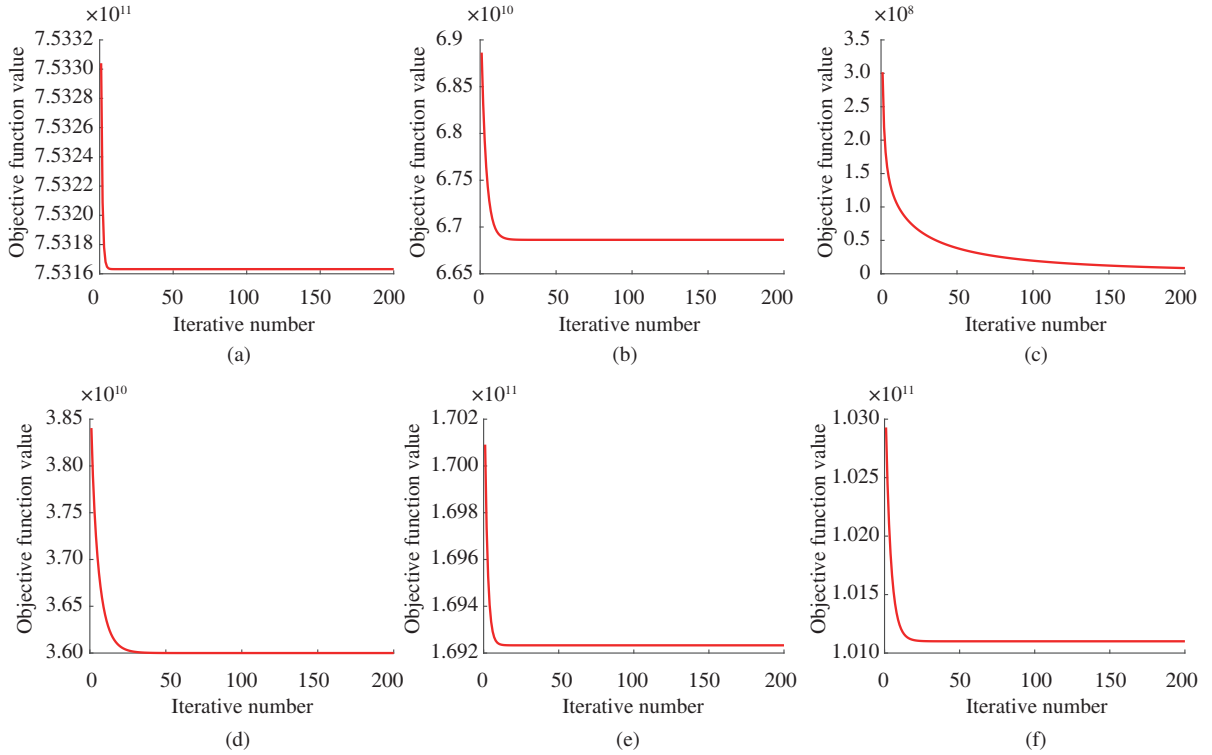 ×10¹¹
Objective function value
7.5332
7.5330
7.5328
7.5326
7.5324
7.5322
7.5320
7.5318
7.5316
0 50 100 150 200
Iterative number
(a)
×10¹⁰
Objective function value
6.9
6.85
6.8
6.75
6.7
6.65
0 50 100 150 200
Iterative number
(b)
×10⁸
Objective function value
3.5
3.0
2.5
2.0
1.5
1.0
0.5
0
0 50 100 150 200
Iterative number
(c)
×10¹⁰
Objective function value
3.85
3.80
3.75
3.70
3.65
3.60
0 50 100 150 200
Iterative number
(d)
×10¹¹
Objective function value
1.702
1.700
1.698
1.696
1.694
1.692
0 50 100 150 200
Iterative number
(e)
×10¹¹
Objective function value
1.030
1.025
1.020
1.015
1.010
0 50 100 150 200
Iterative number
(f)